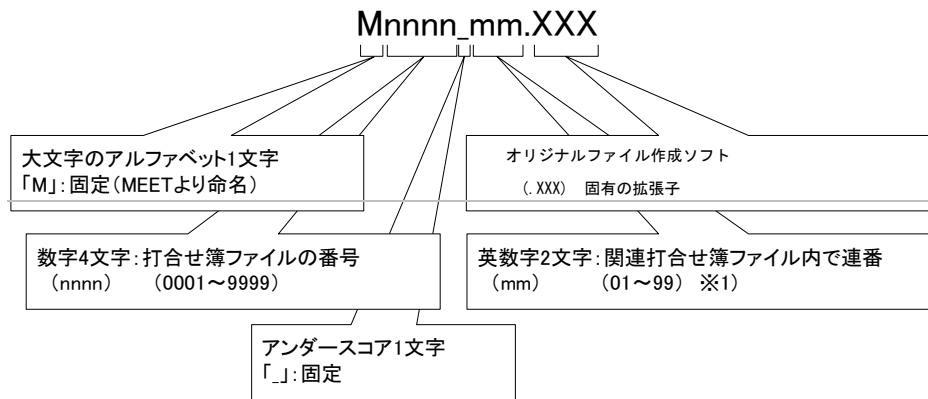 Mnnnn_mm.XXX
大文字のアルファベット1文字
「M」:固定(MEETより命名)
オリジナルファイル作成ソフト
(.XXX) 固有の拡張子
数字4文字:打合せ簿ファイルの番号
(nnnn) (0001～9999)
英数字2文字:関連打合せ簿ファイル内で連番
(mm) (01～99) ※1)
アンダースコア1文字
「_」:固定